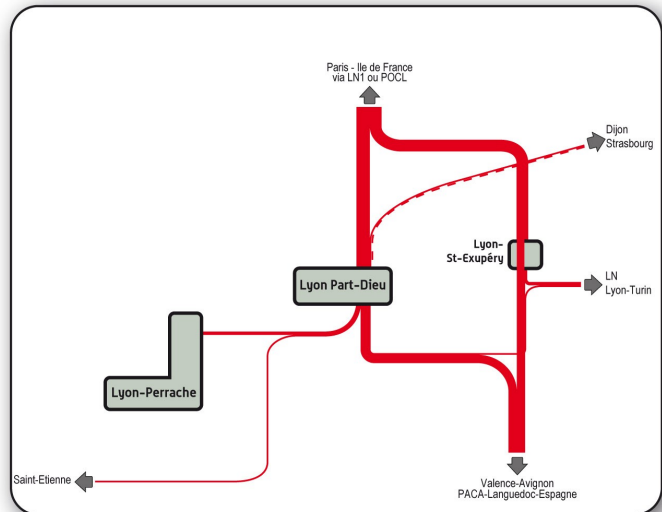 Paris - Ile de France
via LN1 ou POCL
Dijon
Strasbourg
Lyon-
St-Exupéry
Lyon Part-Dieu
LN
Lyon-Turin
Lyon-Perrache
Saint-Etienne
Valence-Avignon
PACA-Languedoc-Espagne